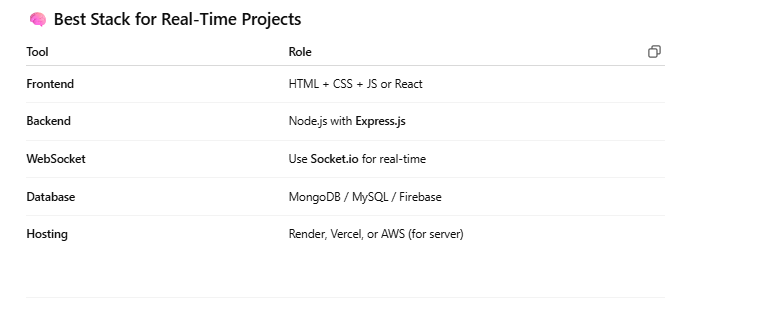 🧠 Best Stack for Real-Time Projects
Tool Role
Frontend HTML + CSS + JS or React
Backend Node.js with Express.js
WebSocket Use Socket.io for real-time
Database MongoDB / MySQL / Firebase
Hosting Render, Vercel, or AWS (for server)